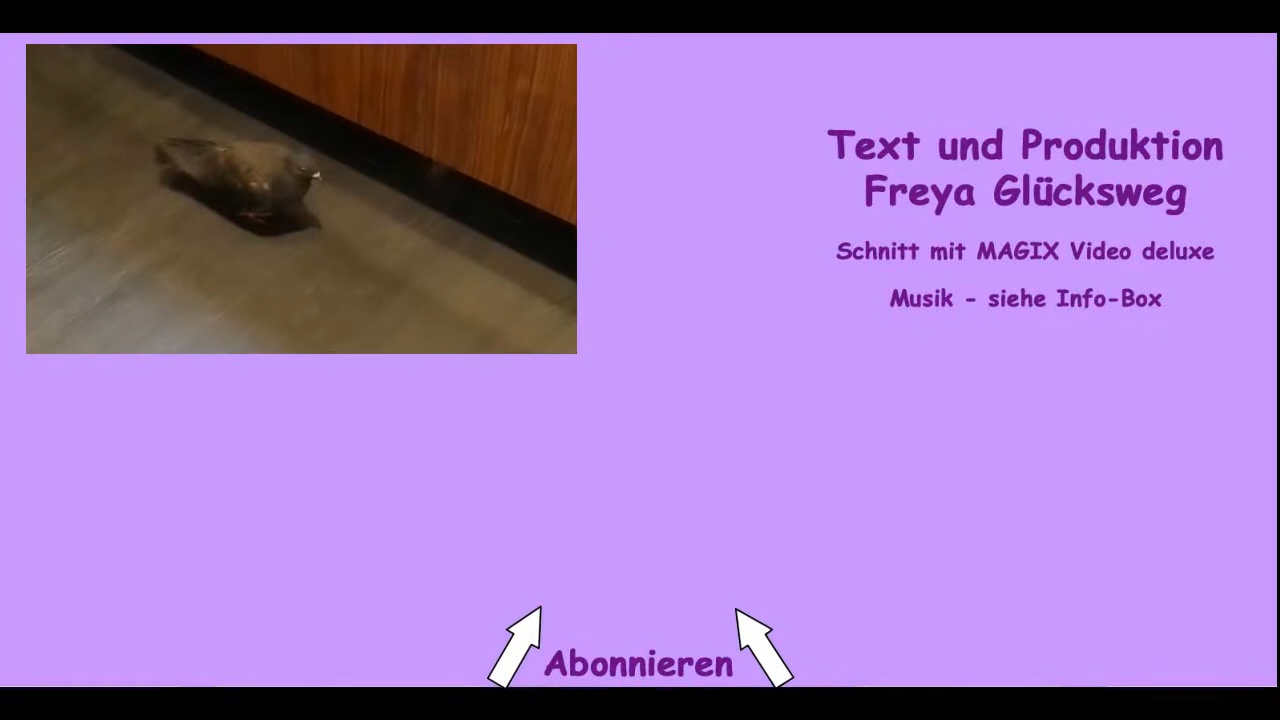 Text und Produktion
Freya Glücksweg
Schnitt mit MAGIX Video deluxe
Musik - siehe Info-Box
Abonnieren